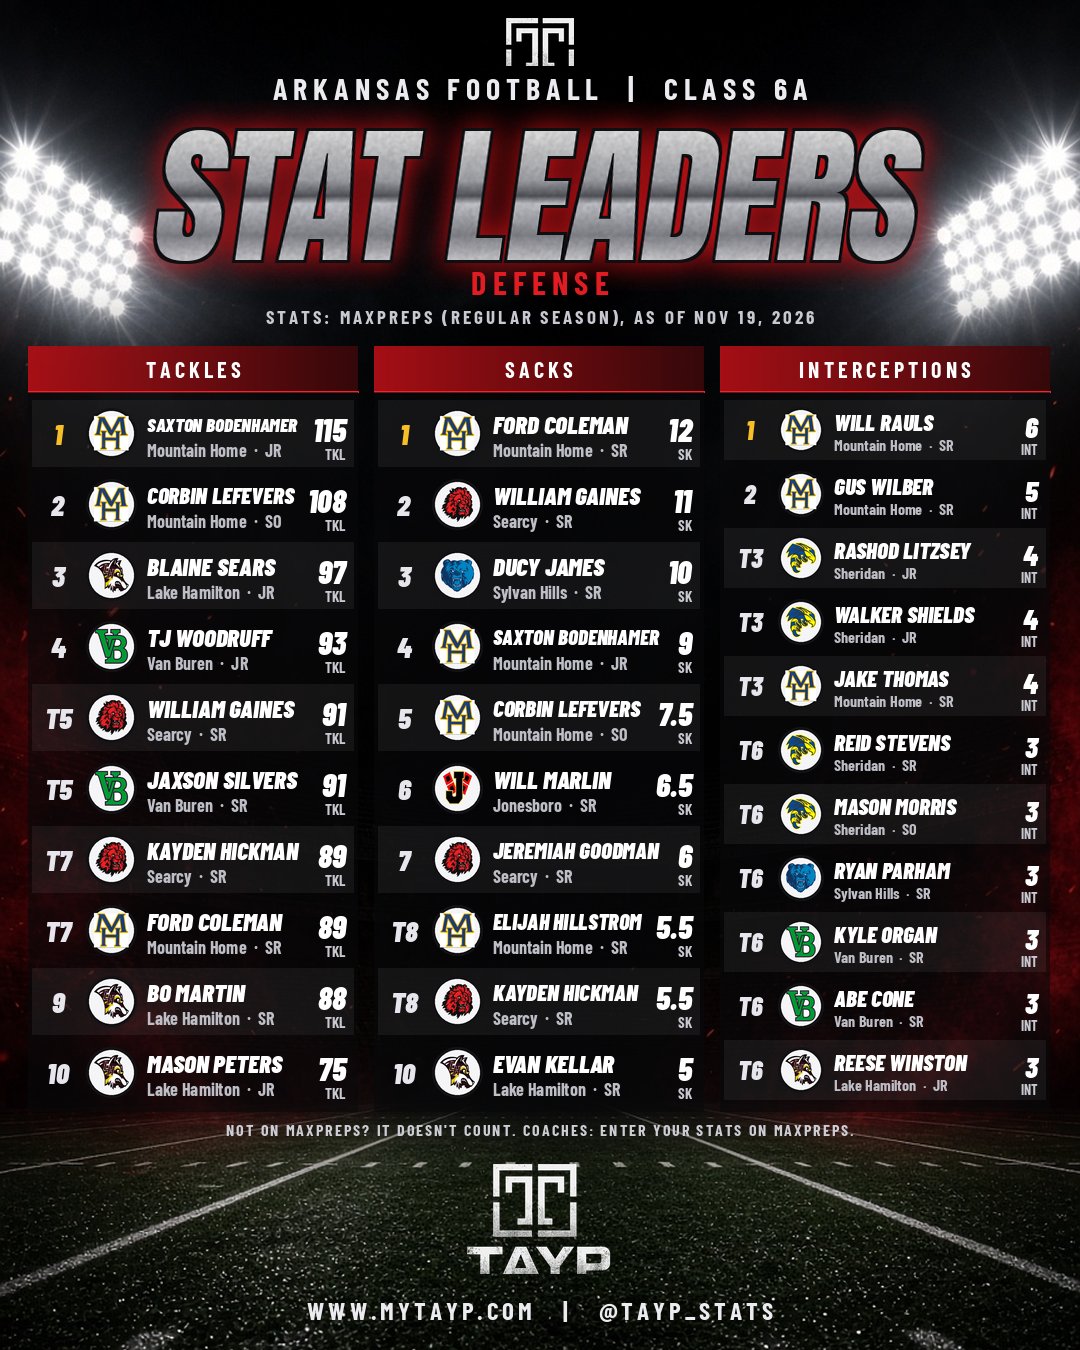 ARKANSAS FOOTBALL | CLASS 6A
STAT LEADERS
DEFENSE
STATS: MAXPREPS (REGULAR SEASON), AS OF NOV 19, 2026
TACKLES
1 SAXTON BODENHAMER 115
Mountain Home · JR TKL
2 CORBIN LEFEVERS 108
Mountain Home · SO TKL
3 BLAINE SEARS 97
Lake Hamilton · JR TKL
4 TJ WOODRUFF 93
Van Buren · JR TKL
T5 WILLIAM GAINES 91
Searcy · SR TKL
T5 JAXSON SILVERS 91
Van Buren · SR TKL
T7 KAYDEN HICKMAN 89
Searcy · SR TKL
T7 FORD COLEMAN 89
Mountain Home · SR TKL
9 BO MARTIN 88
Lake Hamilton · SR TKL
10 MASON PETERS 75
Lake Hamilton · JR TKL
SACKS
1 FORD COLEMAN 12
Mountain Home · SR SK
2 WILLIAM GAINES 11
Searcy · SR SK
3 DUCY JAMES 10
Sylvan Hills · SR SK
4 SAXTON BODENHAMER 9
Mountain Home · JR SK
5 CORBIN LEFEVERS 7.5
Mountain Home · SO SK
6 WILL MARLIN 6.5
Jonesboro · SR SK
7 JEREMIAH GOODMAN 6
Searcy · SR SK
T8 ELIJAH HILLSTROM 5.5
Mountain Home · SR SK
T8 KAYDEN HICKMAN 5.5
Searcy · SR SK
10 EVAN KELLAR 5
Lake Hamilton · SR SK
INTERCEPTIONS
1 WILL RAULS 6
Mountain Home · SR INT
2 GUS WILBER 5
Mountain Home · SR INT
T3 RASHOD LITZSEY 4
Sheridan · JR INT
T3 WALKER SHIELDS 4
Sheridan · JR INT
T3 JAKE THOMAS 4
Mountain Home · SR INT
T6 REID STEVENS 3
Sheridan · SR INT
T6 MASON MORRIS 3
Sheridan · SO INT
T6 RYAN PARHAM 3
Sylvan Hills · SR INT
T6 KYLE ORGAN 3
Van Buren · SR INT
T6 ABE CONE 3
Van Buren · SR INT
T6 REESE WINSTON 3
Lake Hamilton · JR INT
NOT ON MAXPREPS? IT DOESN'T COUNT. COACHES: ENTER YOUR STATS ON MAXPREPS.
TAYP
WWW.MYTAYP.COM | @TAYP_STATS